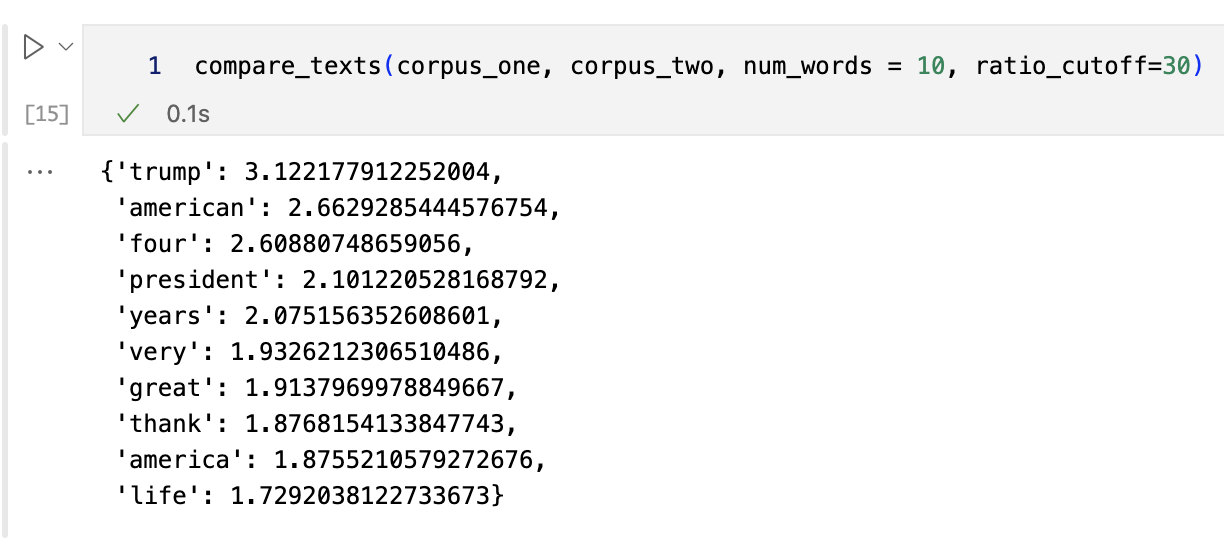 1 compare_texts(corpus_one, corpus_two, num_words = 10, ratio_cutoff=30)
[15] 0.1s
{'trump': 3.122177912252004,
'american': 2.6629285444576754,
'four': 2.60880748659056,
'president': 2.101220528168792,
'years': 2.075156352608601,
'very': 1.9326212306510486,
'great': 1.9137969978849667,
'thank': 1.8768154133847743,
'america': 1.8755210579272676,
'life': 1.7292038122733673}